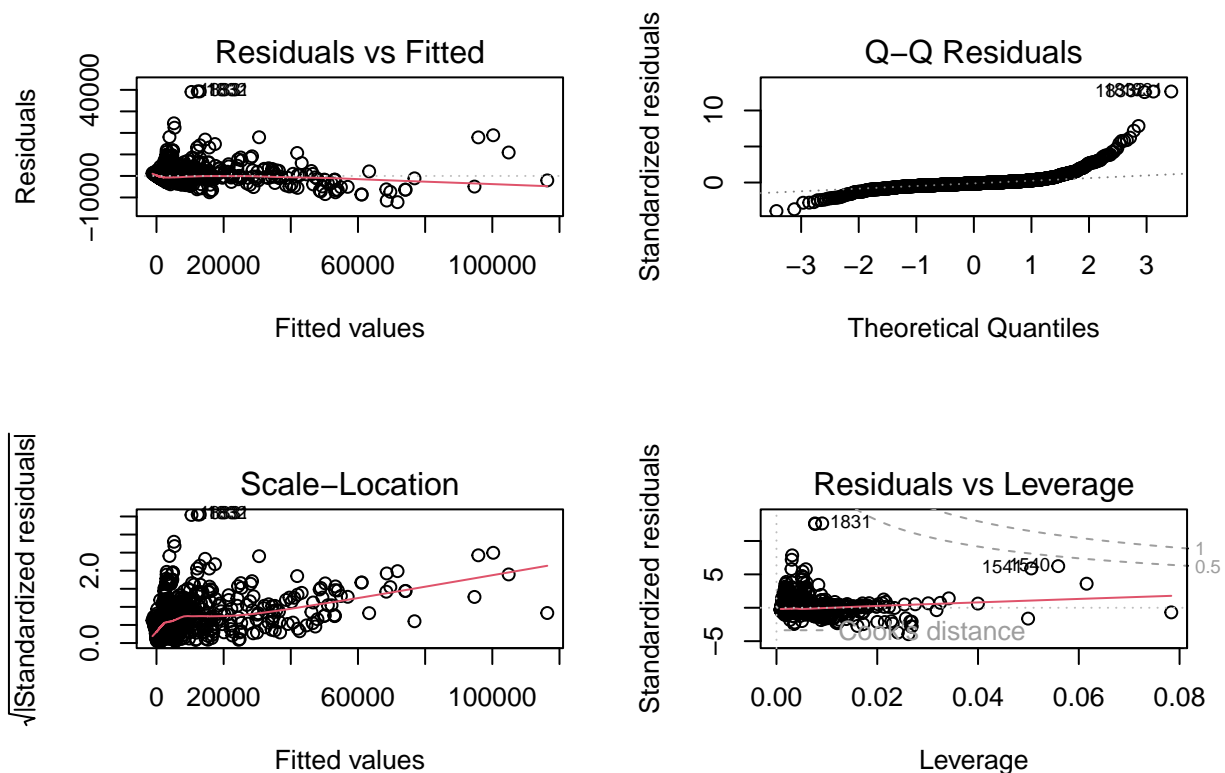 Residuals vs Fitted
Residuals
−10000
40000
0
20000
60000
100000
Fitted values
Q−Q Residuals
Standardized residuals
0
10
−3
−2
−1
0
1
2
3
Theoretical Quantiles
Scale−Location
√|Standardized residuals|
0.0
2.0
0
20000
60000
100000
Fitted values
Residuals vs Leverage
Standardized residuals
−5
5
1831
1541
1540
1
0.5
Cook's distance
0.00
0.02
0.04
0.06
0.08
Leverage